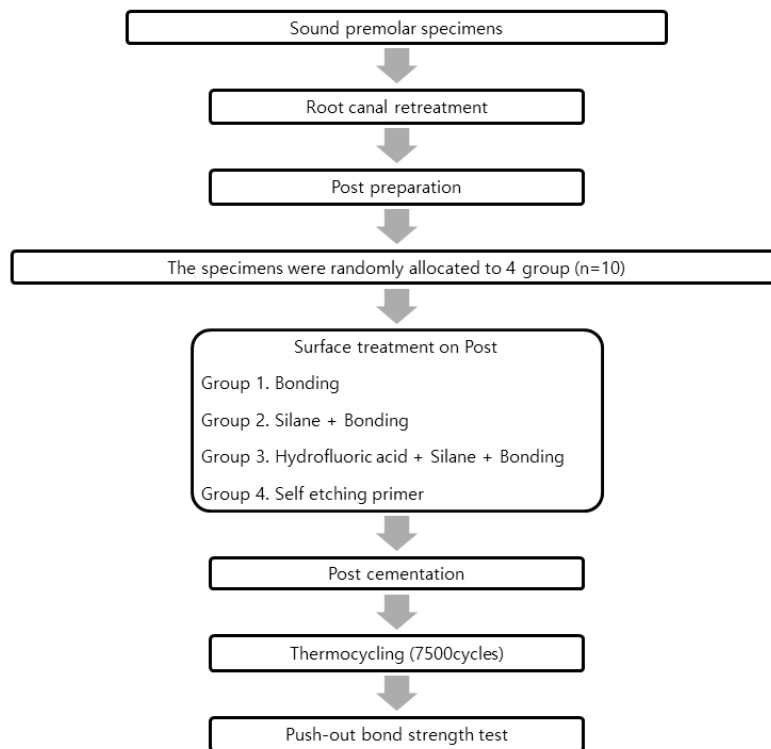 Sound premolar specimens
Root canal retreatment
Post preparation
The specimens were randomly allocated to 4 group (n=10)
Surface treatment on Post
Group 1. Bonding
Group 2. Silane + Bonding
Group 3. Hydrofluoric acid + Silane + Bonding
Group 4. Self etching primer
Post cementation
Thermocycling (7500cycles)
Push-out bond strength test